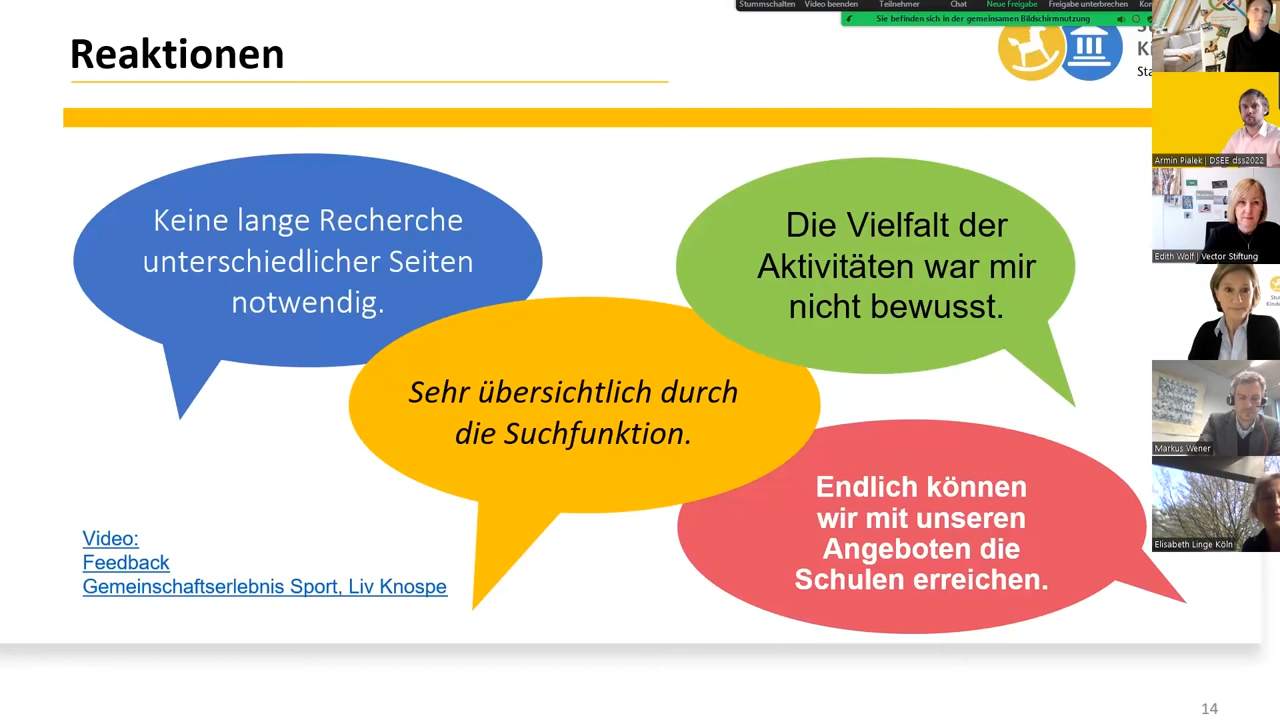 Stummschalten Video beenden Teilnehmer Chat Neue Freigabe Freigabe unterbrechen
Sie befinden sich in der gemeinsamen Bildschirmnutzung
Reaktionen
Keine lange Recherche
unterschiedlicher Seiten
notwendig.
Die Vielfalt der
Aktivitäten war mir
nicht bewusst.
Sehr übersichtlich durch
die Suchfunktion.
Endlich können
wir mit unseren
Angeboten die
Schulen erreichen.
Video:
Feedback
Gemeinschaftserlebnis Sport, Liv Knospe
Armin Pialek | DSEE dss2022
Edith Wolf | Vector Stiftung
Markus Wener
Elisabeth Linge Köln
14